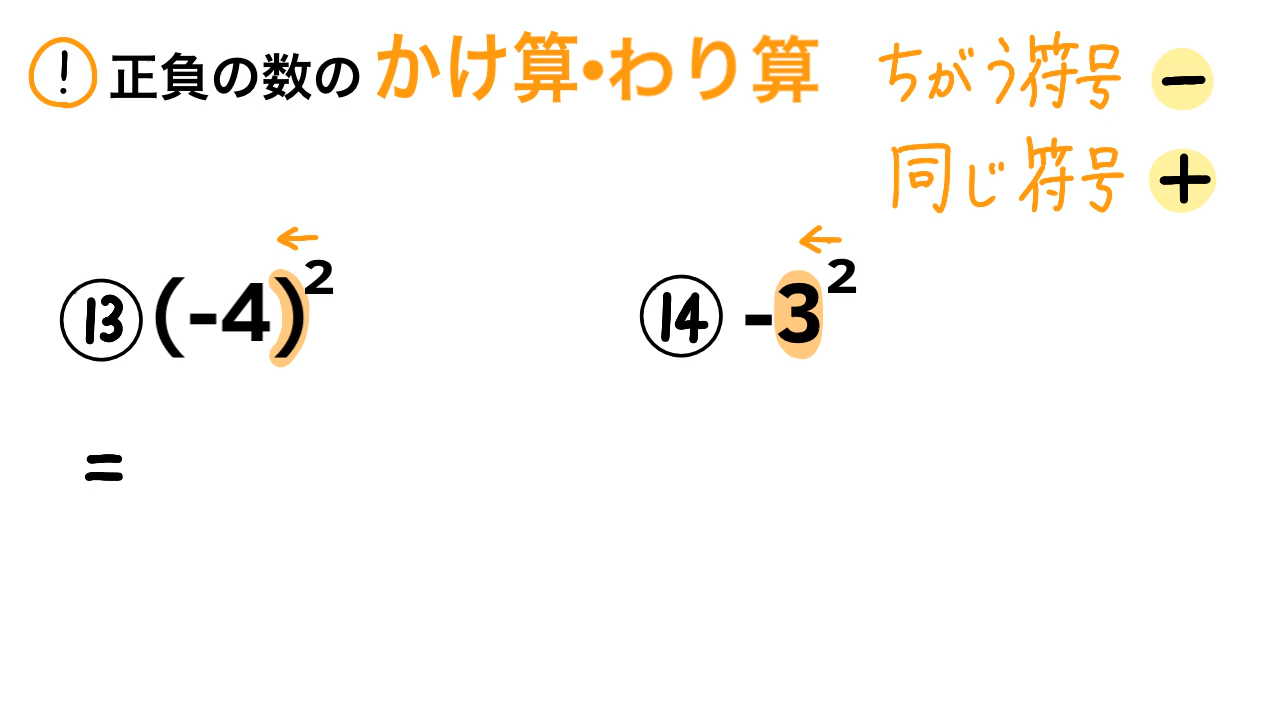 ! 正負の数の かけ算・わり算 ちがう符号 −
同じ符号 +
⑬ (-4)² ⑭ -3²
=